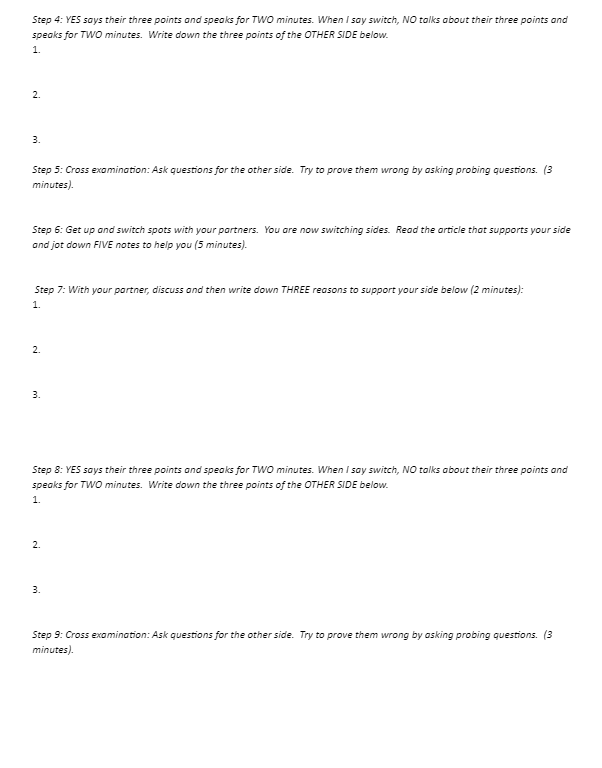 Step 4: YES says their three points and speaks for TWO minutes. When I say switch, NO talks about their three points and
speaks for TWO minutes.  Write down the three points of the OTHER SIDE below.
1.
2.
3.
Step 5: Cross examination: Ask questions for the other side.  Try to prove them wrong by asking probing questions.  (3
minutes).
Step 6: Get up and switch spots with your partners.  You are now switching sides.  Read the article that supports your side
and jot down FIVE notes to help you (5 minutes).
Step 7: With your partner, discuss and then write down THREE reasons to support your side below (2 minutes):
1.
2.
3.
Step 8: YES says their three points and speaks for TWO minutes. When I say switch, NO talks about their three points and
speaks for TWO minutes.  Write down the three points of the OTHER SIDE below.
1.
2.
3.
Step 9: Cross examination: Ask questions for the other side.  Try to prove them wrong by asking probing questions.  (3
minutes).